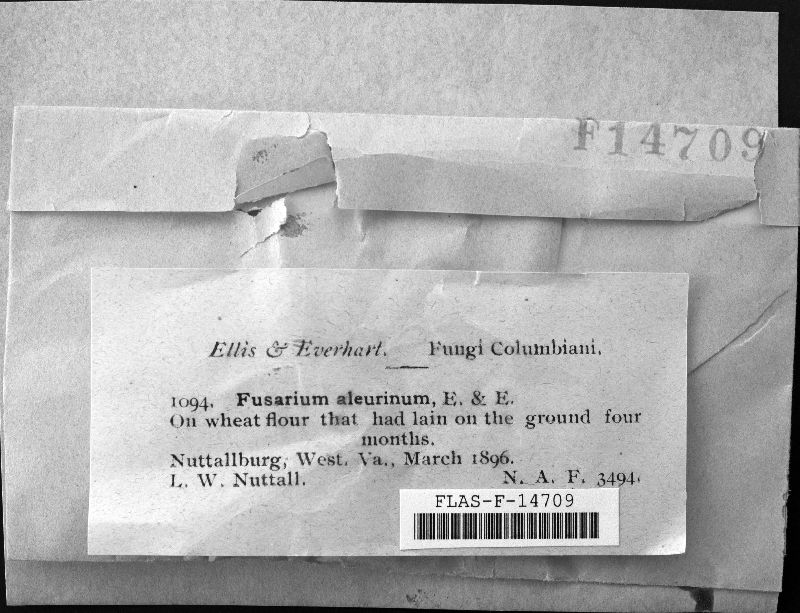 F14709
Ellis & Everhart. Fungi Columbiani.
1094. Fusarium aleurinum, E. & E.
On wheat flour that had lain on the ground four
months.
Nuttallburg, West. Va., March 1896.
L. W. Nuttall. N. A. F. 3494.
FLAS-F-14709